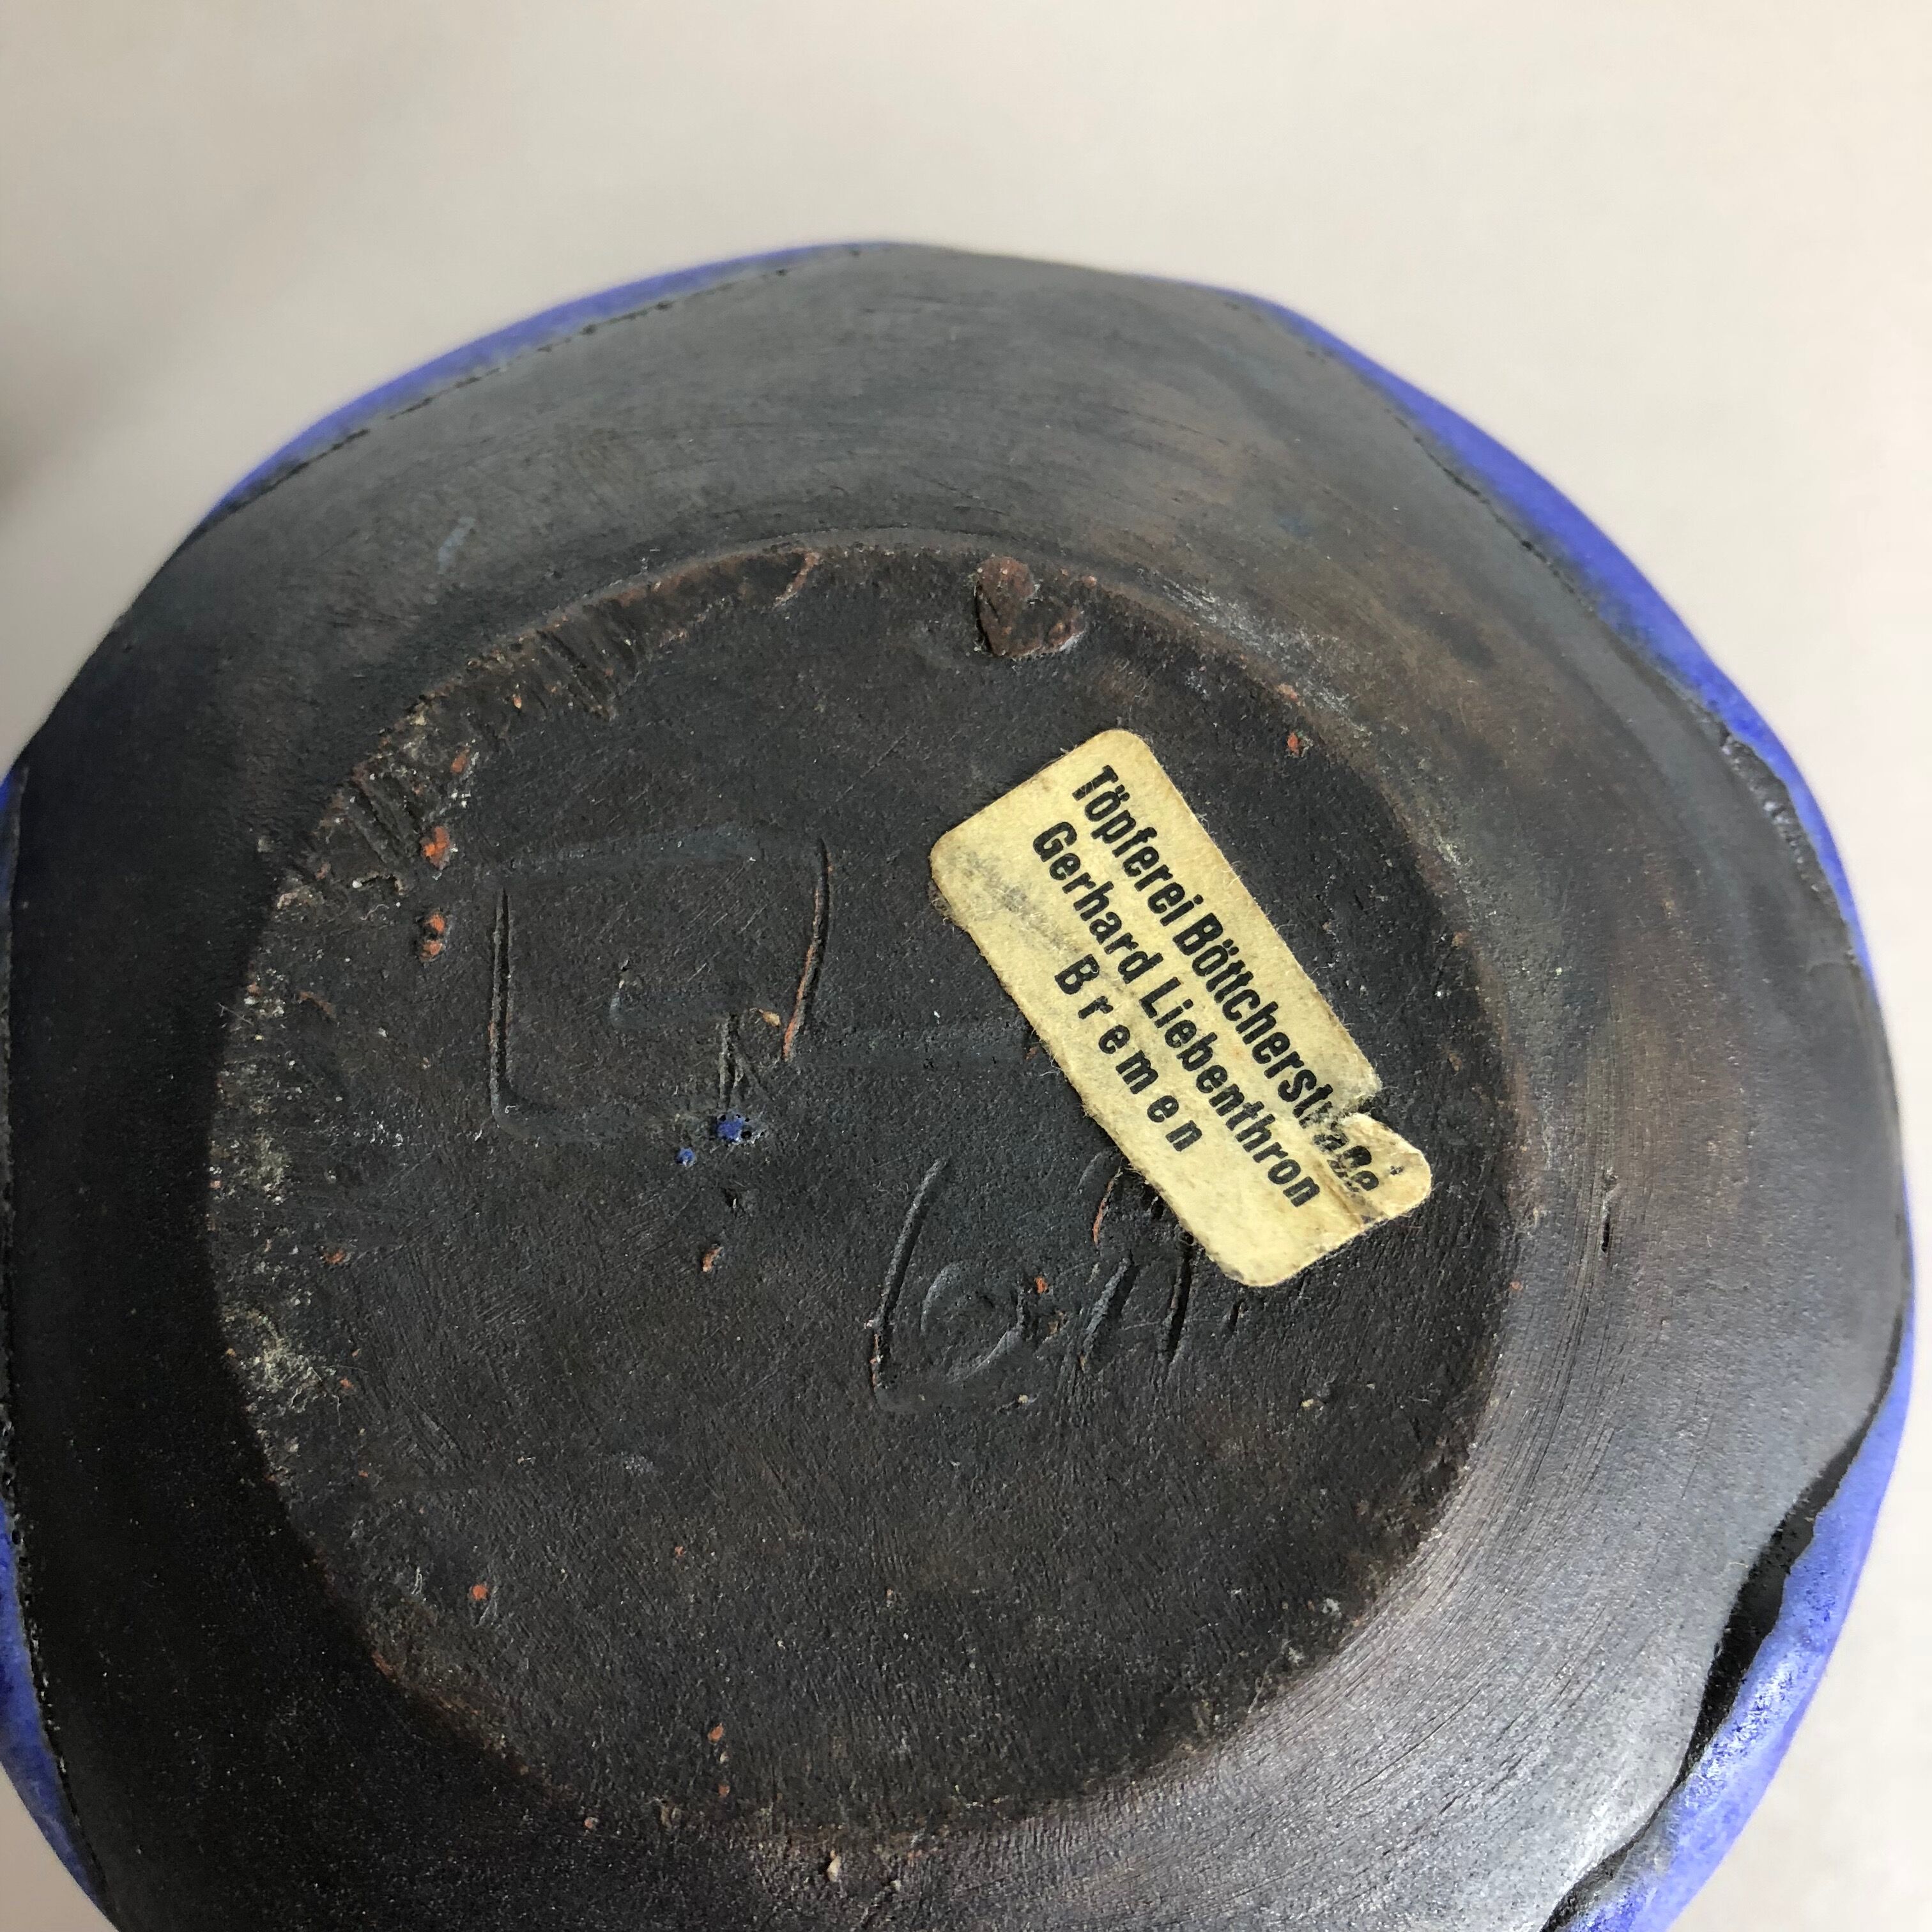 Töpferei Böttcherstraße
Gerhard Liebenthron
Bremen